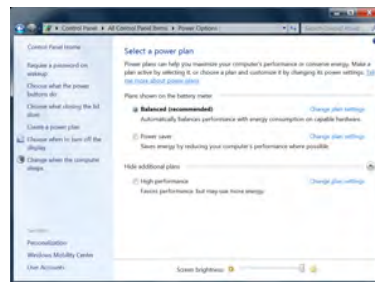 Control Panel ▸ All Control Panel Items ▸ Power Options
Control Panel Home
Require a password on
wakeup
Choose what the power
buttons do
Choose what closing the lid
does
Create a power plan
Choose when to turn off the
display
Change when the computer
sleeps
Select a power plan
Power plans can help you maximize your computer's performance or conserve energy. Make a
plan active by selecting it, or choose a plan and customize it by changing its power settings. Tell
me more about power plans
Plans shown on the battery meter
Balanced (recommended) Change plan settings
Automatically balances performance with energy consumption on capable hardware.
Power saver Change plan settings
Saves energy by reducing your computer's performance where possible.
Hide additional plans
High performance Change plan settings
Favors performance, but may use more energy.
See also
Personalization
Windows Mobility Center
User Accounts
Screen brightness: